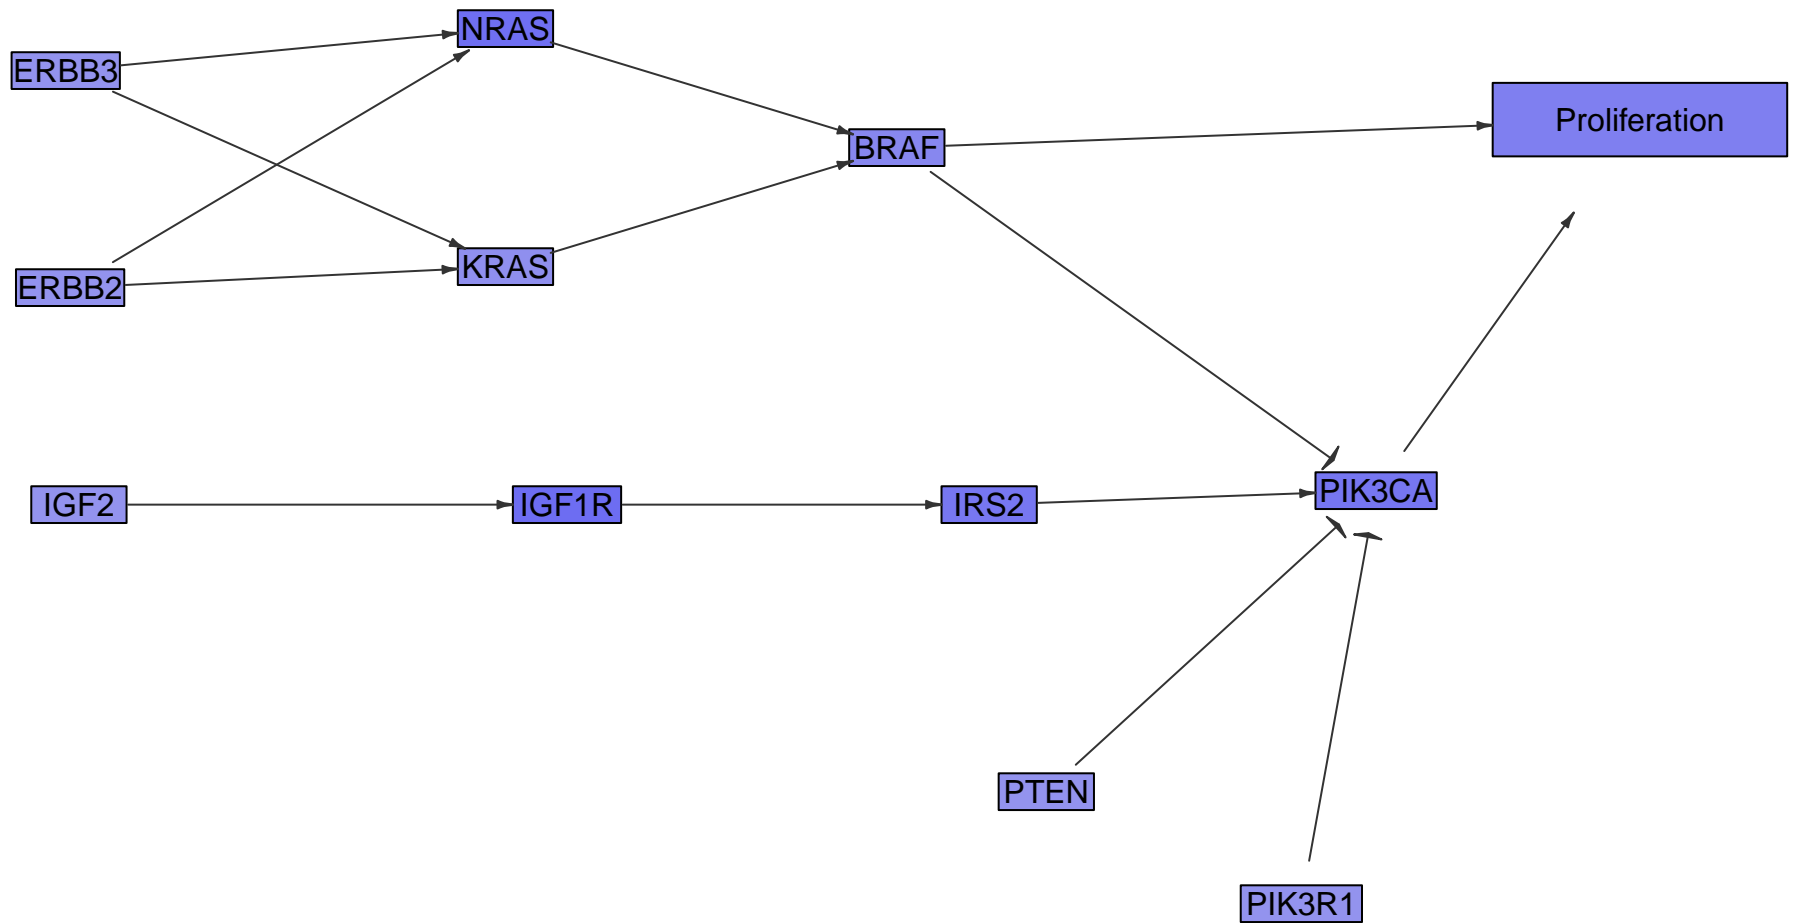 NRAS
ERBB3
Proliferation
BRAF
KRAS
ERBB2
IGF2
IGF1R
IRS2
PIK3CA
PTEN
PIK3R1